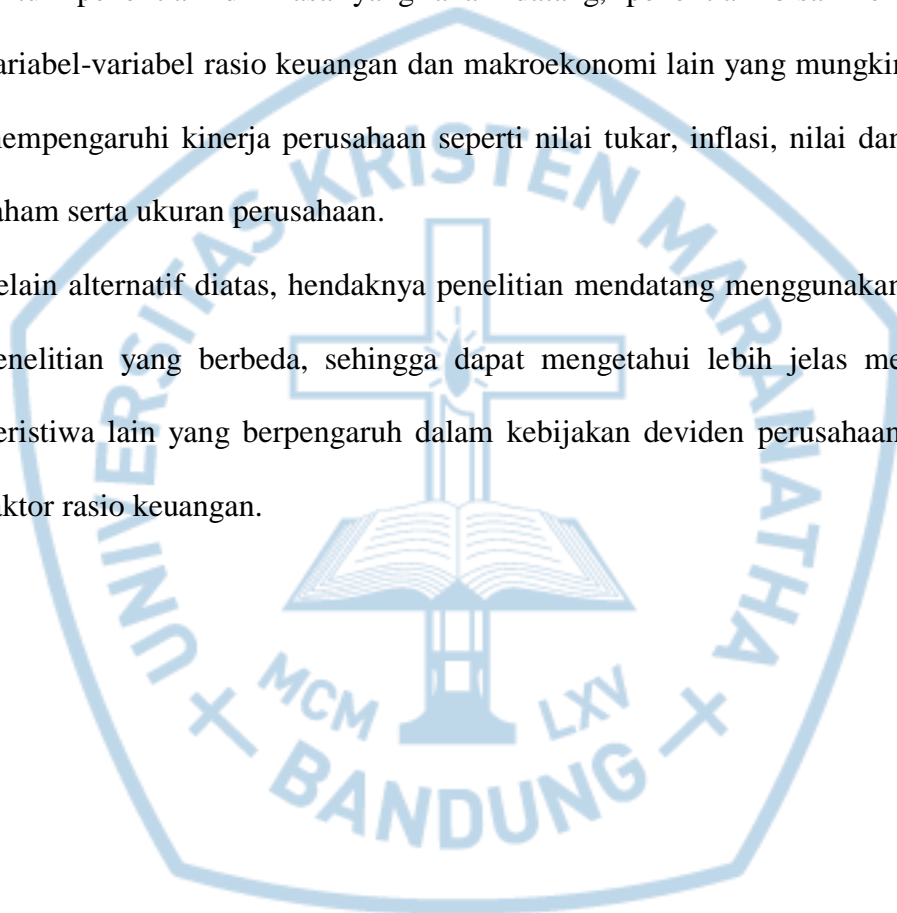 variabel-variabel rasio keuangan dan makroekonomi lain yang mungkin
mempengaruhi kinerja perusahaan seperti nilai tukar, inflasi, nilai dan
saham serta ukuran perusahaan.
selain alternatif diatas, hendaknya penelitian mendatang menggunakan
penelitian yang berbeda, sehingga dapat mengetahui lebih jelas me
peristiwa lain yang berpengaruh dalam kebijakan deviden perusahaan
faktor rasio keuangan.
UNIVERSITAS KRISTEN MARANATHA
MCM LXV
BANDUNG